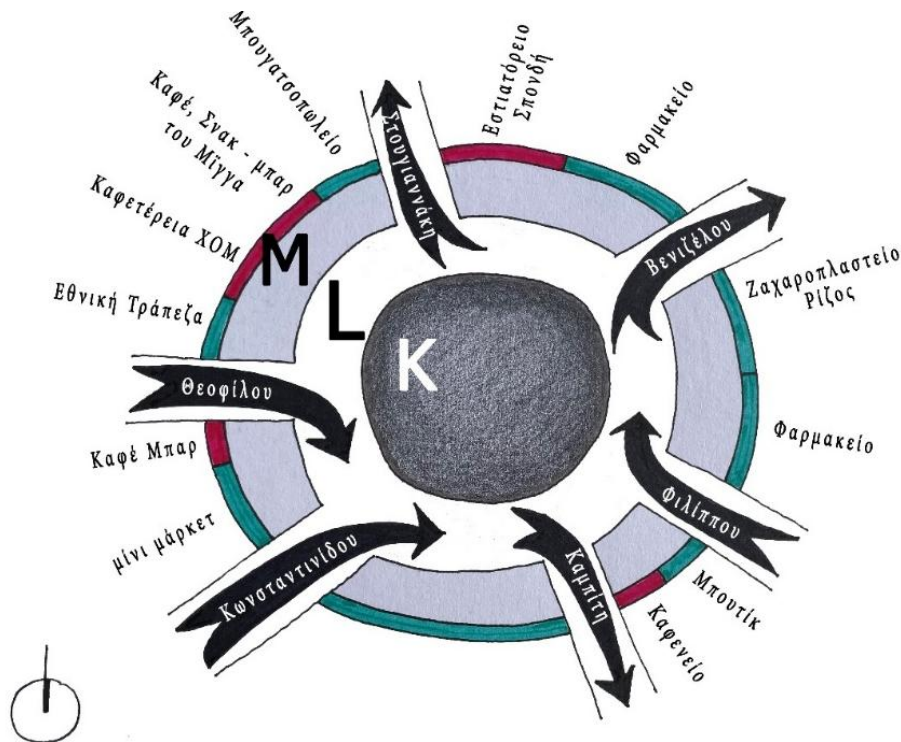 Μπουγατσοπωλείο
Καφέ, Σνακ - μπαρ
του Μίγγα
Καφετέρεια ΧΟΜ
Εθνική Τράπεζα
Στουγιαννάκη
Εστιατόρειο
Σπονδή
Φαρμακείο
Βενιζέλου
Ζαχαροπλαστείο
Ρίζος
M
L
K
Θεοφίλου
Καφέ Μπαρ
μίνι μάρκετ
Κωνσταντινίδου
Καμπίτη
Καφενείο
Μπουτίκ
Φιλίππου
Φαρμακείο